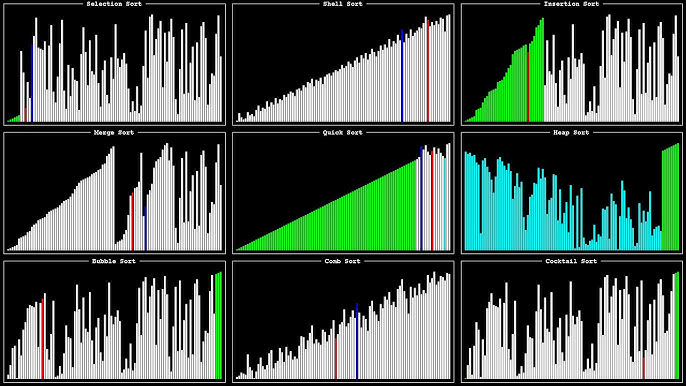 Selection Sort
Shell Sort
Insertion Sort
Merge Sort
Quick Sort
Heap Sort
Bubble Sort
Comb Sort
Cocktail Sort